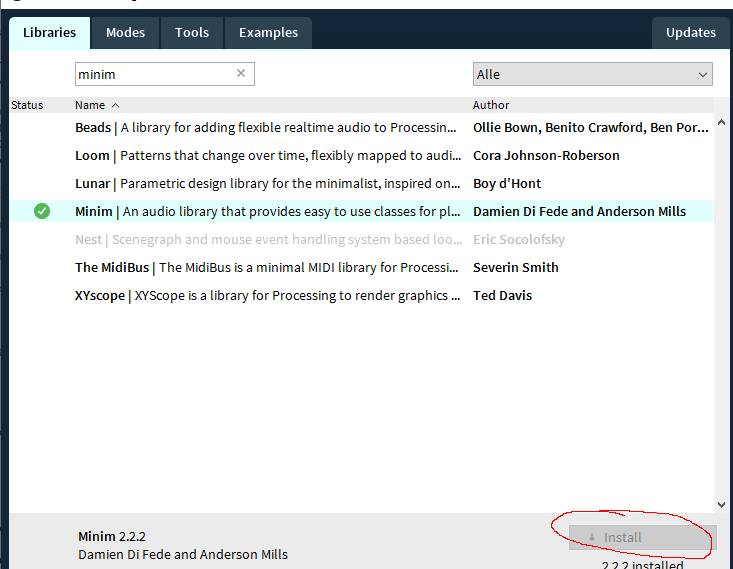 Libraries
Modes
Tools
Examples
Updates
minim
Alle
Status
Name
Author
Beads | A library for adding flexible realtime audio to Processin... Ollie Bown, Benito Crawford, Ben Por...
Loom | Patterns that change over time, flexibly mapped to audi... Cora Johnson-Roberson
Lunar | Parametric design library for the minimalist, inspired on... Boy d'Hont
Minim | An audio library that provides easy to use classes for pl... Damien Di Fede and Anderson Mills
Nest | Scenegraph and mouse event handling system based loo... Eric Socolofsky
The MidiBus | The MidiBus is a minimal MIDI library for Processi... Severin Smith
XYscope | XYScope is a library for Processing to render graphics ... Ted Davis
Minim 2.2.2
Damien Di Fede and Anderson Mills
Install
2.2.2 installed